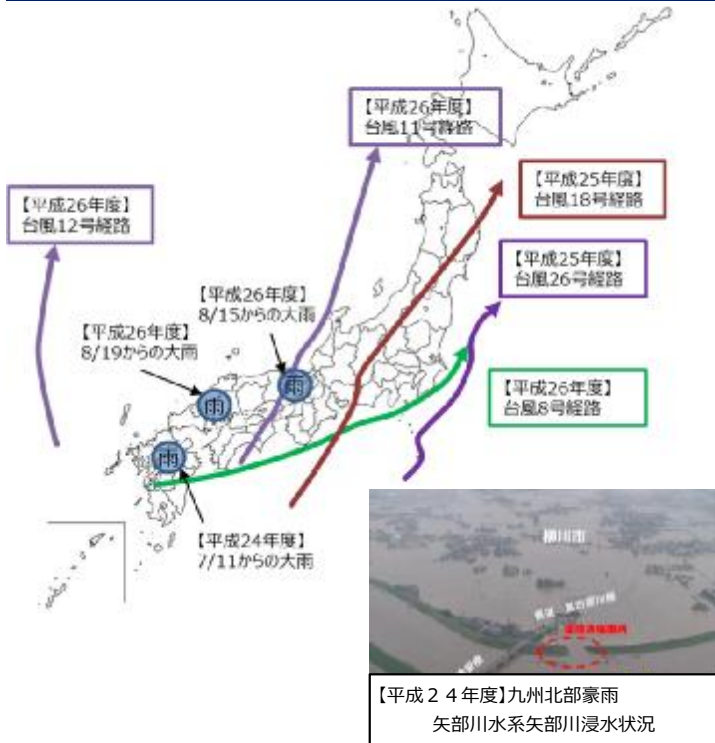 【平成26年度】
台風11号経路
【平成25年度】
台風18号経路
【平成26年度】
台風12号経路
【平成25年度】
台風26号経路
【平成26年度】
8/15からの大雨
【平成26年度】
8/19からの大雨
雨
雨
雨
【平成26年度】
台風8号経路
【平成24年度】
7/11からの大雨
柳川市
【平成２４年度】九州北部豪雨
矢部川水系矢部川浸水状況